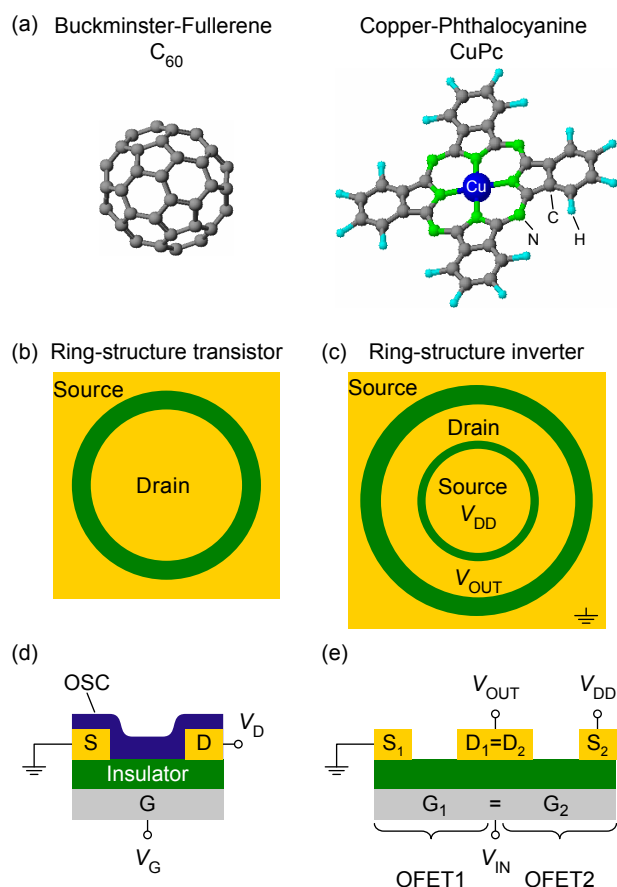 (a) Buckminster-Fullerene
C60
Copper-Phthalocyanine
CuPc
Cu
C
N
H
(b) Ring-structure transistor
Source
Drain
(c) Ring-structure inverter
Source
Drain
Source
VDD
VOUT
(d)
OSC
S
D
VD
Insulator
G
VG
(e)
VOUT
VDD
S1
D1=D2
S2
G1 = G2
VIN
OFET1
OFET2